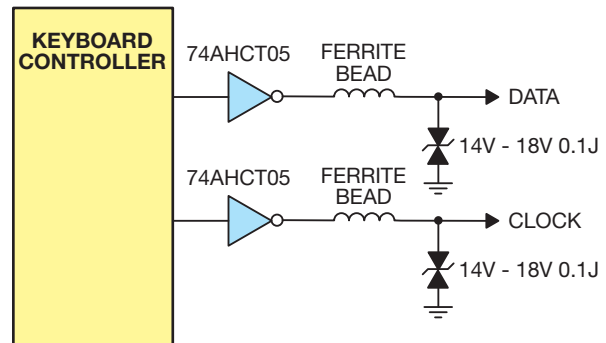 KEYBOARD
CONTROLLER
74AHCT05
FERRITE
BEAD
DATA
14V - 18V 0.1J
74AHCT05
FERRITE
BEAD
CLOCK
14V - 18V 0.1J